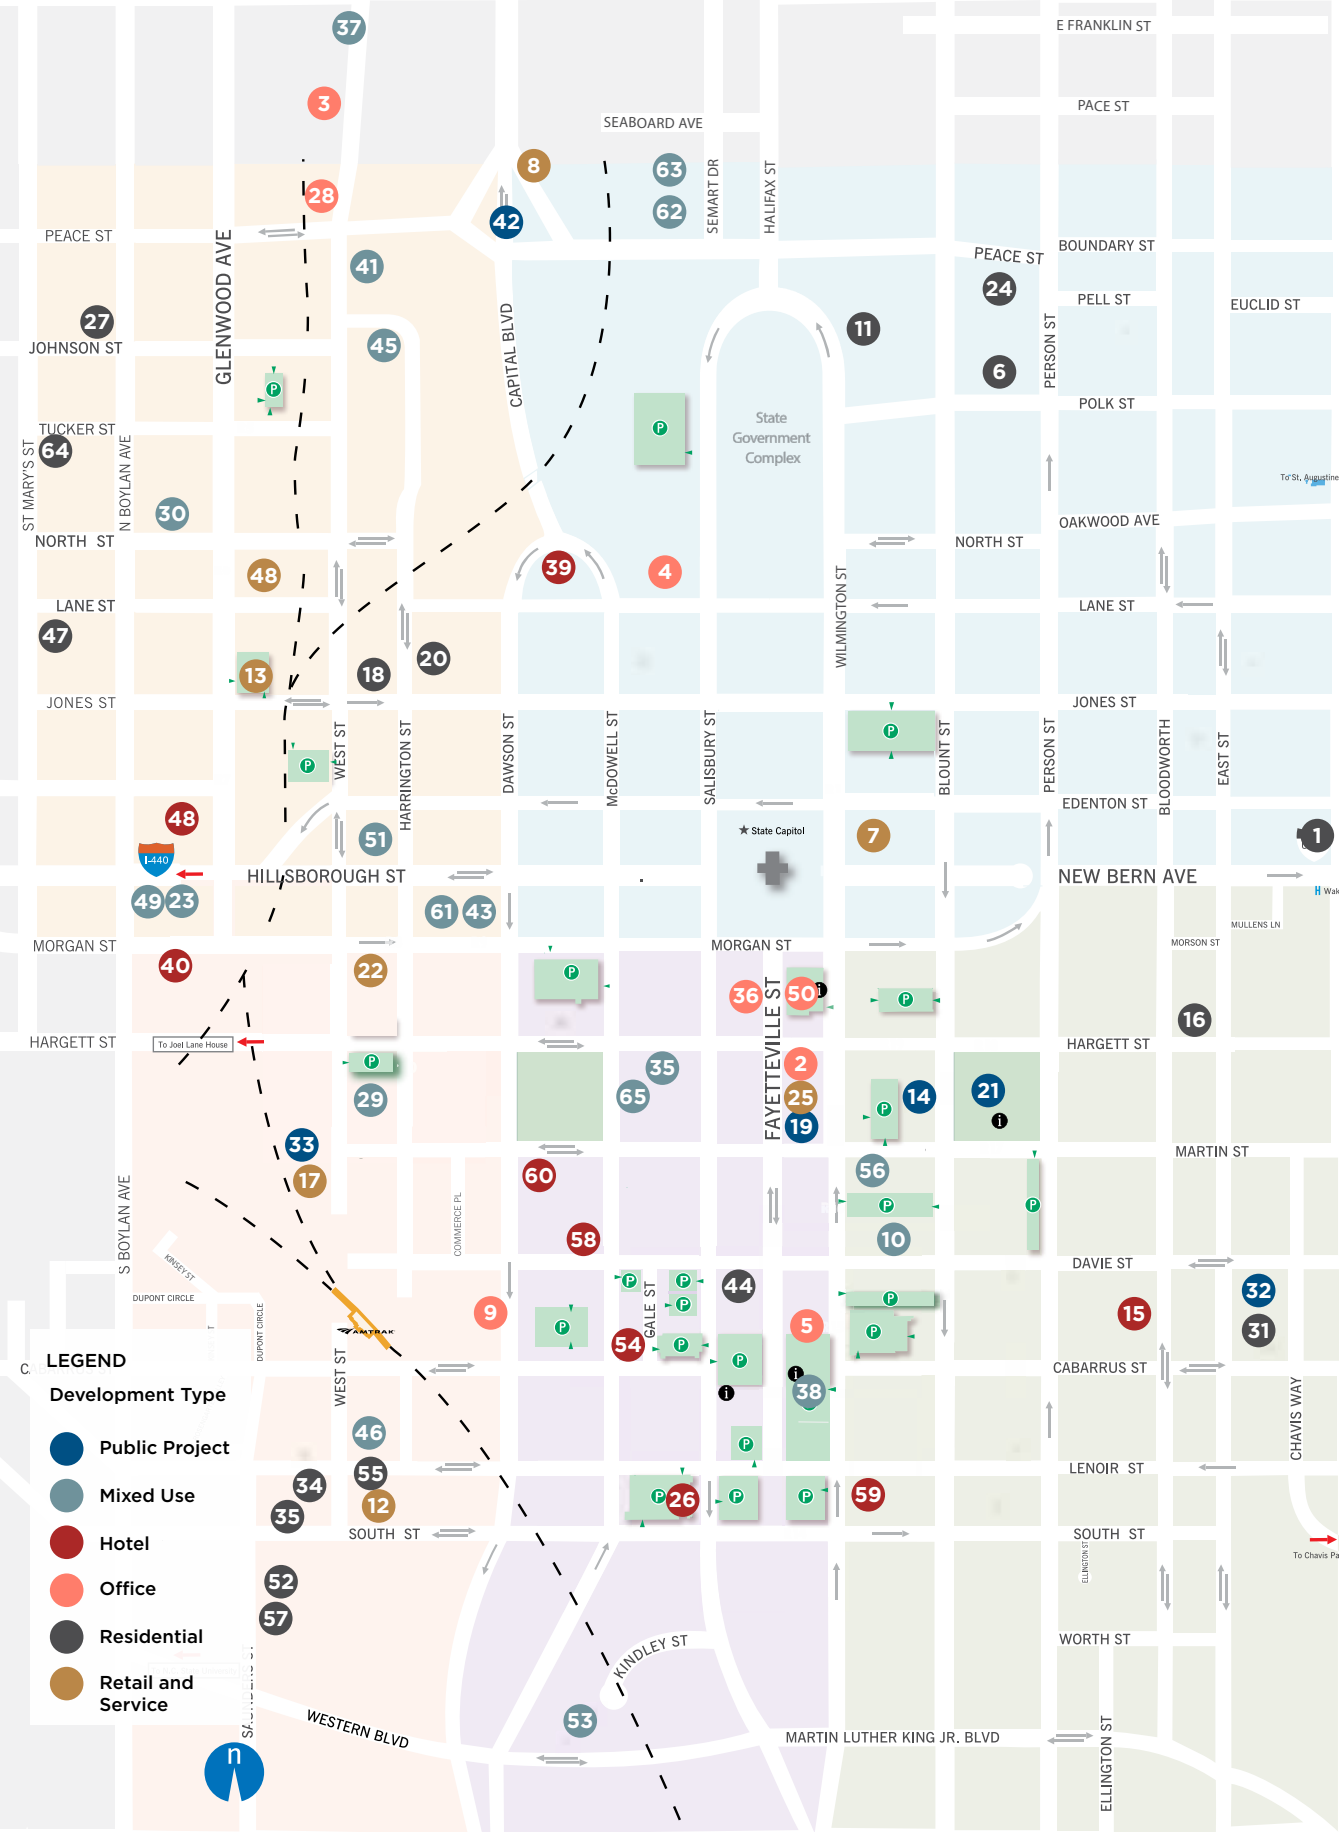 37
E FRANKLIN ST
3
PACE ST
SEABOARD AVE
8
63
SEMART DR
HALIFAX ST
28
62
42
PEACE ST
GLENWOOD AVE
BOUNDARY ST
PEACE ST
41
24
PELL ST
EUCLID ST
27
CAPITAL BLVD
11
PERSON ST
JOHNSON ST
45
6
P
POLK ST
State
Government
Complex
P
TUCKER ST
64
ST MARY'S ST
N BOYLAN AVE
To St. Augustine
30
OAKWOOD AVE
NORTH ST
NORTH ST
48
39
4
WILMINGTON ST
LANE ST
LANE ST
47
20
13
18
JONES ST
JONES ST
P
WEST ST
HARRINGTON ST
DAWSON ST
McDOWELL ST
SALISBURY ST
P
BLOUNT ST
PERSON ST
BLOODWORTH
EAST ST
EDENTON ST
48
51
State Capitol
7
1
I-440
HILLSBOROUGH ST
NEW BERN AVE
49
23
61
43
H Wak
MULLENS LN
MORGAN ST
MORGAN ST
MORSON ST
40
22
P
36
50
i
P
FAYETTEVILLE ST
16
HARGETT ST
To Joel Lane House
HARGETT ST
P
35
2
29
65
25
P
14
21
i
19
33
MARTIN ST
17
60
56
S BOYLAN AVE
COMMERCE PL
P
P
58
10
KINSEY ST
DAVIE ST
P
P
44
32
DUPONT CIRCLE
DUPONT CIRCLE
GALE ST
P
P
9
15
P
5
P
31
AMTRAK
54
P
P
LEGEND
WEST ST
CABARRUS ST
i
i
38
Development Type
CHAVIS WAY
46
P
Public Project
LENOIR ST
55
34
Mixed Use
P
26
P
P
59
12
35
SOUTH ST
SOUTH ST
Hotel
ELLINGTON ST
To Chavis Pa
Office
52
57
Residential
WORTH ST
KINDLEY ST
Retail and
Service
53
WESTERN BLVD
MARTIN LUTHER KING JR. BLVD
ELLINGTON ST
n